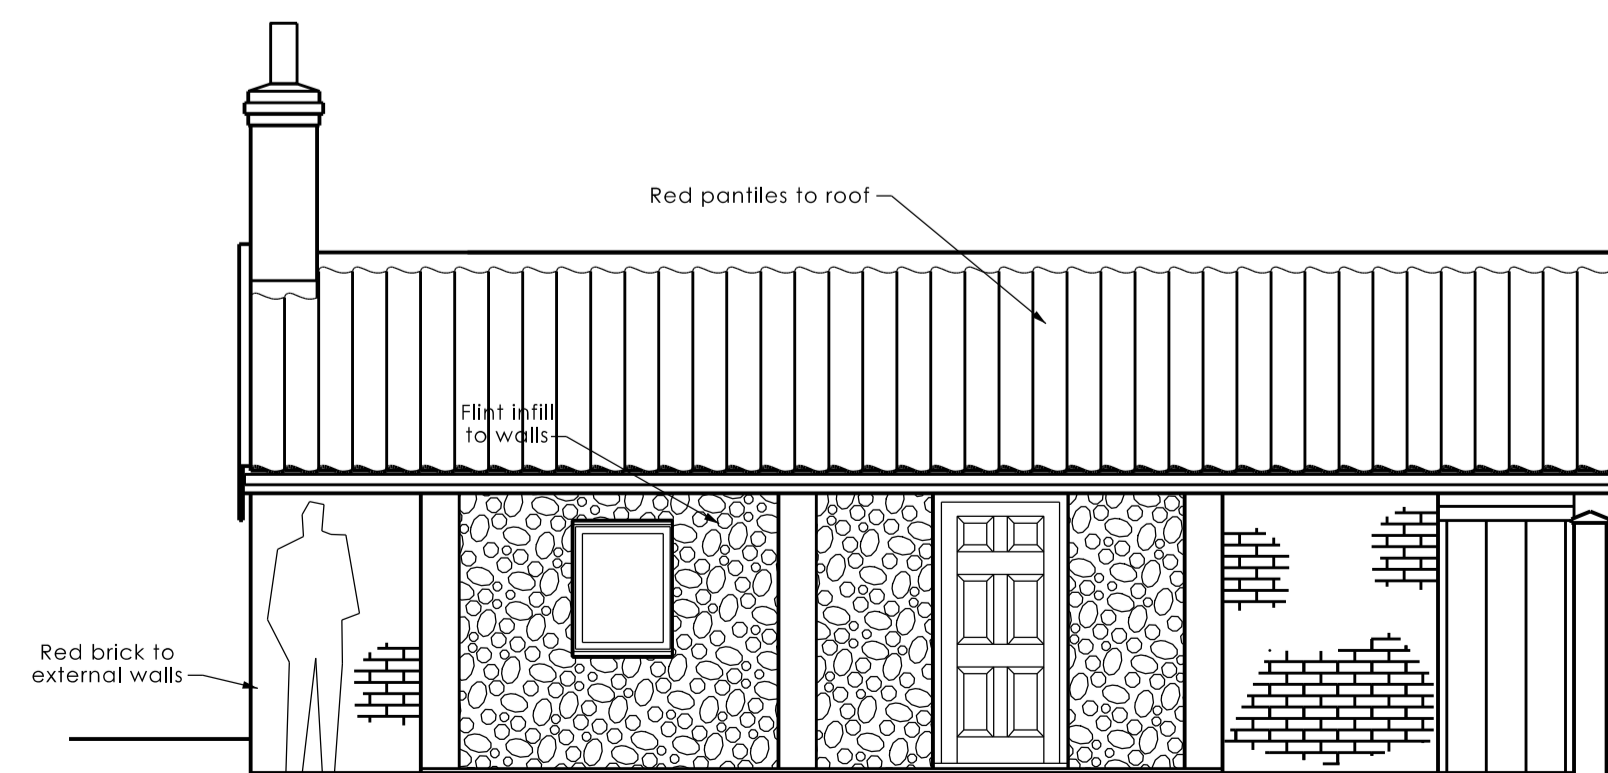 Red pantiles to roof
Flint infill
to walls
Red brick to
external walls